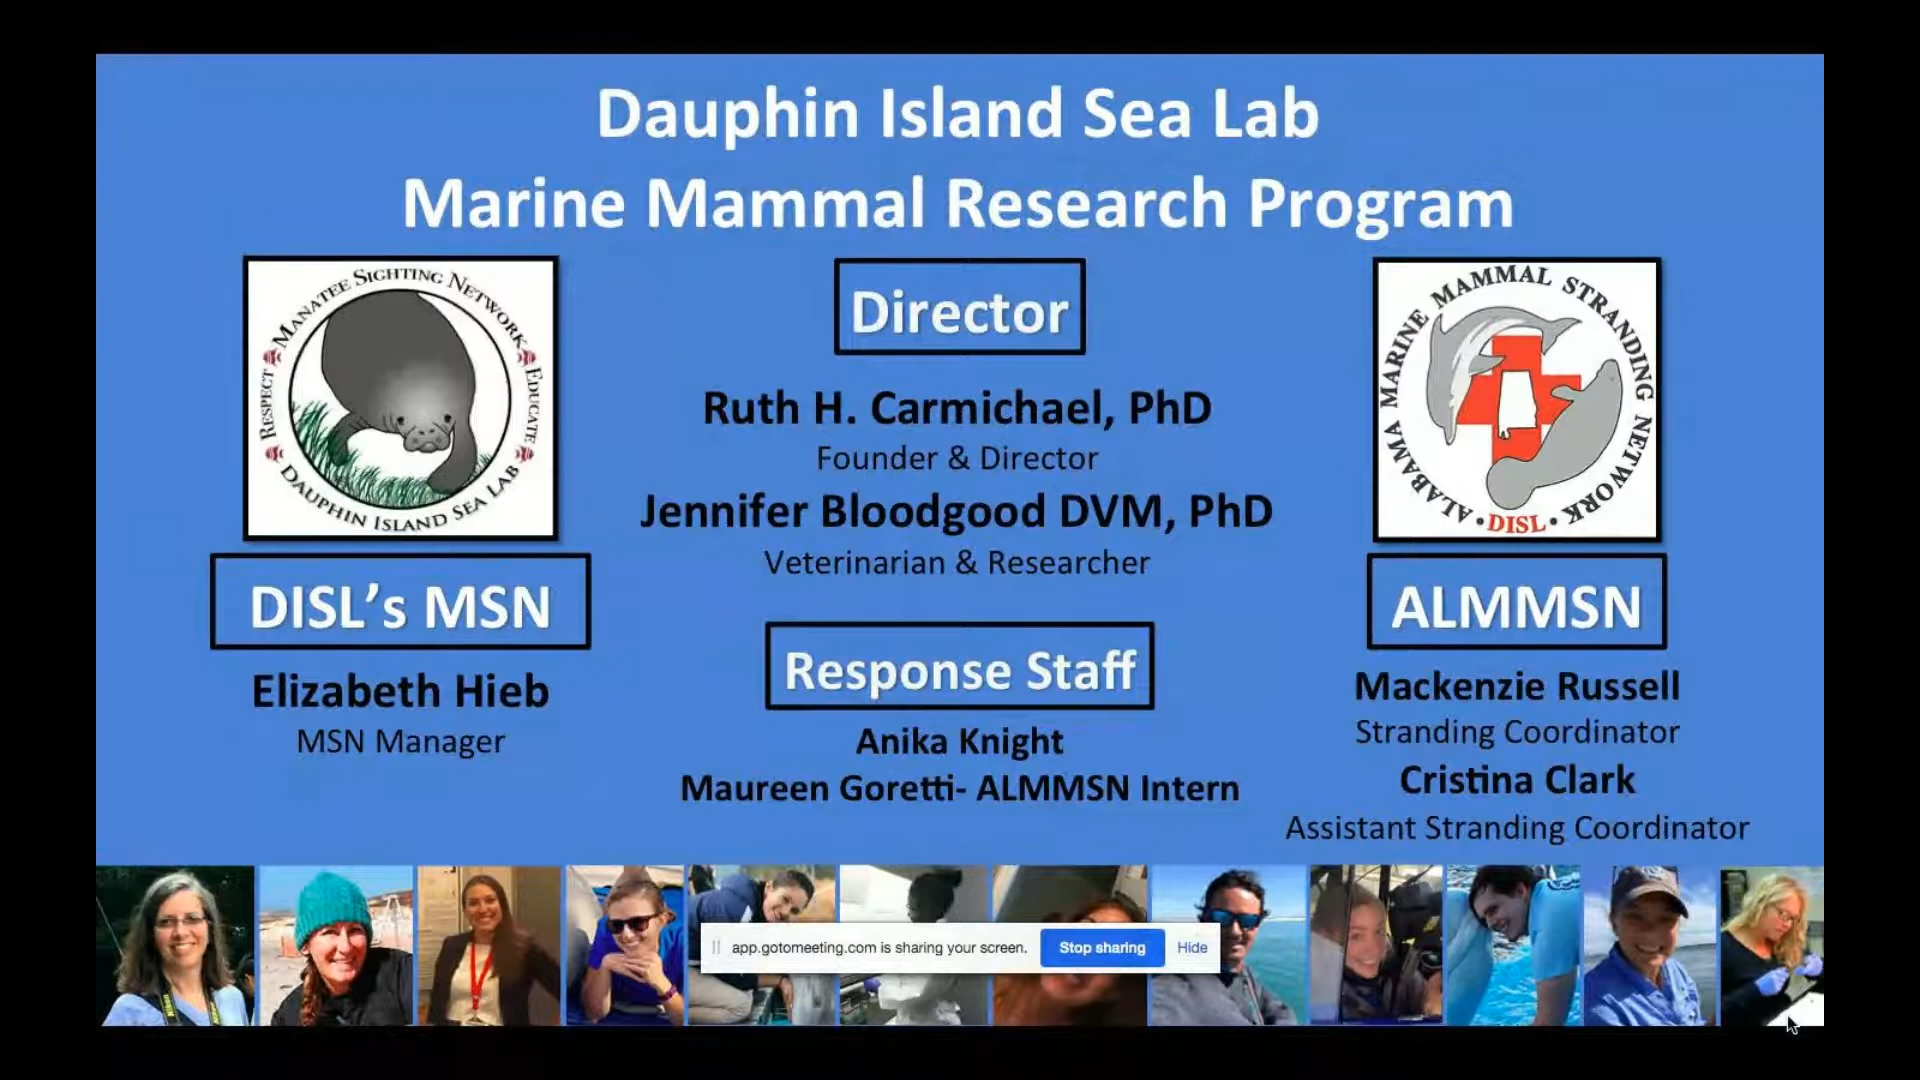 Dauphin Island Sea Lab
Marine Mammal Research Program
MANATEE SIGHTING NETWORK
RESPECT
EDUCATE
DAUPHIN ISLAND SEA LAB
DISL’s MSN
Elizabeth Hieb
MSN Manager
Director
Ruth H. Carmichael, PhD
Founder & Director
Jennifer Bloodgood DVM, PhD
Veterinarian & Researcher
Response Staff
Anika Knight
Maureen Goretti- ALMMSN Intern
ALABAMA MARINE MAMMAL STRANDING NETWORK
• DISL •
ALMMSN
Mackenzie Russell
Stranding Coordinator
Cristina Clark
Assistant Stranding Coordinator
app.gotomeeting.com is sharing your screen.
Stop sharing
Hide